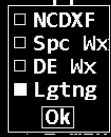 NCDXF
Spc Wx
DE Wx
Lgtng
Ok